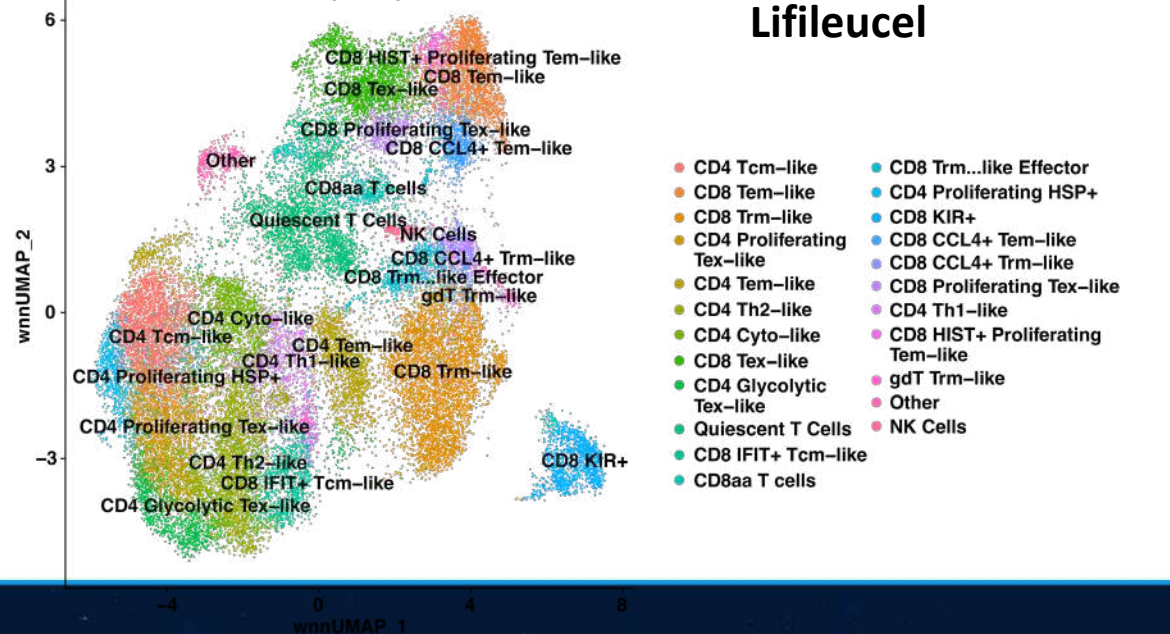 Lifileucel
6
3
0
−3
wnnUMAP_2
CD8 HIST+ Proliferating Tem−like
CD8 Tem−like
CD8 Tex−like
CD8 Proliferating Tex−like
CD8 CCL4+ Tem−like
Other
CD8aa T cells
Quiescent T Cells
NK Cells
CD8 CCL4+ Trm−like
CD8 Trm...like Effector
gdT Trm−like
CD4 Cyto−like
CD4 Tcm−like
CD4 Tem−like
CD4 Th1−like
CD8 Trm−like
CD4 Proliferating HSP+
CD4 Proliferating Tex−like
CD4 Th2−like
CD8 KIR+
CD8 IFIT+ Tcm−like
CD4 Glycolytic Tex−like
−4
0
4
8
wnnUMAP_1
CD4 Tcm−like
CD8 Tem−like
CD8 Trm−like
CD4 Proliferating
Tex−like
CD4 Tem−like
CD4 Th2−like
CD4 Cyto−like
CD8 Tex−like
CD4 Glycolytic
Tex−like
Quiescent T Cells
CD8 IFIT+ Tcm−like
CD8aa T cells
CD8 Trm...like Effector
CD4 Proliferating HSP+
CD8 KIR+
CD8 CCL4+ Tem−like
CD8 CCL4+ Trm−like
CD8 Proliferating Tex−like
CD4 Th1−like
CD8 HIST+ Proliferating
Tem−like
gdT Trm−like
Other
NK Cells